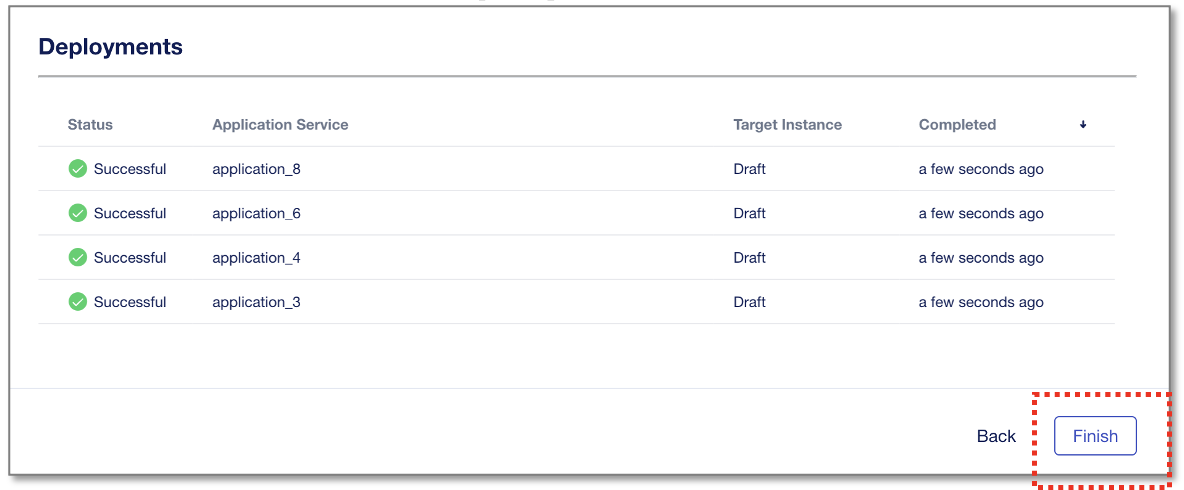 Deployments
Status Application Service Target Instance Completed
Successful application_8 Draft a few seconds ago
Successful application_6 Draft a few seconds ago
Successful application_4 Draft a few seconds ago
Successful application_3 Draft a few seconds ago
Back Finish